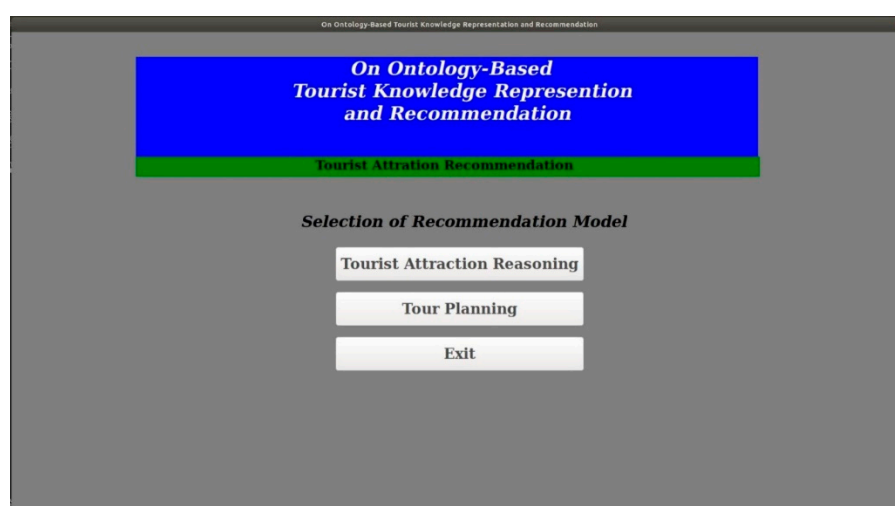 On Ontology-Based Tourist Knowledge Representation and Recommendation
On Ontology-Based
Tourist Knowledge Represention
and Recommendation
Tourist Attration Recommendation
Selection of Recommendation Model
Tourist Attraction Reasoning
Tour Planning
Exit